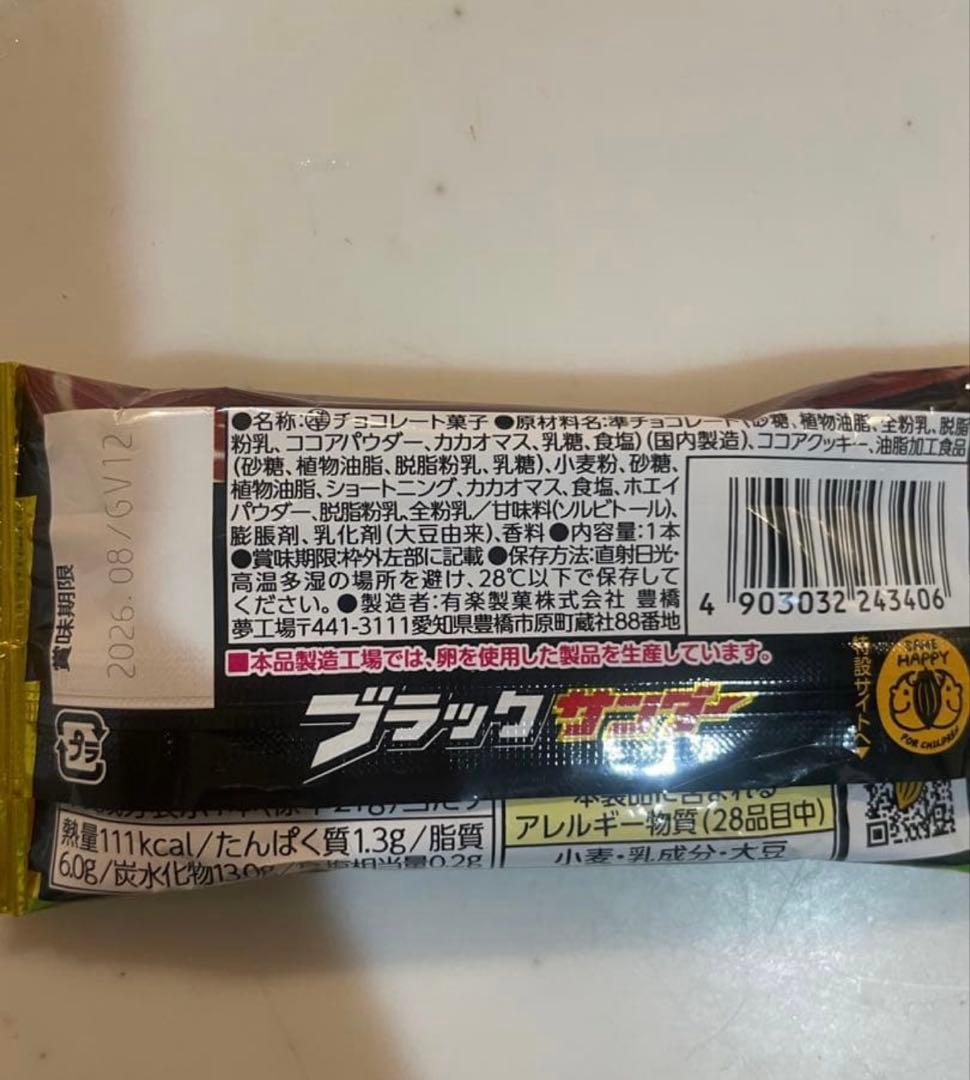 ●名称:準チョコレート菓子 ●原材料名:準チョコレート(砂糖、植物油脂、全粉乳、脱脂
粉乳、ココアパウダー、カカオマス、乳糖、食塩)(国内製造)、ココアクッキー、油脂加工食品
(砂糖、植物油脂、脱脂粉乳、乳糖)、小麦粉、砂糖、
植物油脂、ショートニング、カカオマス、食塩、ホエイ
パウダー、脱脂粉乳、全粉乳/甘味料(ソルビトール)、
膨脹剤、乳化剤(大豆由来)、香料 ●内容量:1本
●賞味期限:枠外左部に記載 ●保存方法:直射日光・
高温多湿の場所を避け、28℃以下で保存して
ください。●製造者:有楽製菓株式会社 豊橋
夢工場〒441-3111愛知県豊橋市原町蔵社88番地
4 903032 243406
賞味期限
2026.08/GV12
■本品製造工場では、卵を使用した製品を生産しています。
ブラックサンダー
特設サイトへ▼
MAKE
HAPPY
FOR CHILDREN
プラ
熱量111kcal/たんぱく質1.3g/脂質
6.0g/炭水化物13.0g/食塩相当量0.2g
本製品に含まれる
アレルギー物質(28品目中)
小麦・乳成分・大豆